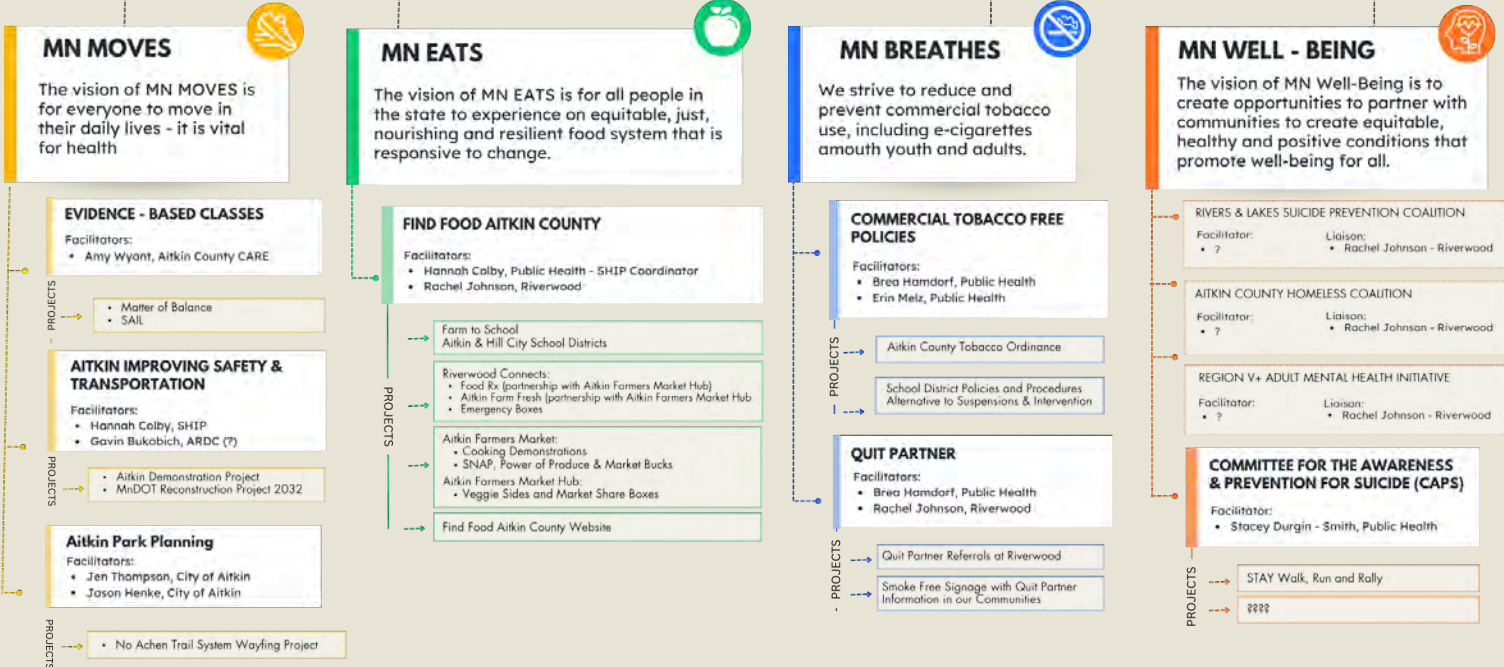 MN MOVES
The vision of MN MOVES is
for everyone to move in
their daily lives - it is vital
for health
EVIDENCE - BASED CLASSES
Facilitators:
• Amy Wyant, Aitkin County CARE
PROJECTS
• Matter of Balance
• SAIL
AITKIN IMPROVING SAFETY &
TRANSPORTATION
Facilitators:
• Hannah Colby, SHIP
• Gavin Bukobich, ARDC (?)
PROJECTS
• Aitkin Demonstration Project
• MnDOT Reconstruction Project 2032
Aitkin Park Planning
Facilitators:
• Jen Thompson, City of Aitkin
• Jason Henke, City of Aitkin
PROJECTS
• No Achen Trail System Wayfing Project
MN EATS
The vision of MN EATS is for all people in
the state to experience on equitable, just,
nourishing and resilient food system that is
responsive to change.
FIND FOOD AITKIN COUNTY
Facilitators:
• Hannah Colby, Public Health - SHIP Coordinator
• Rachel Johnson, Riverwood
PROJECTS
Farm to School
Aitkin & Hill City School Districts
Riverwood Connects:
• Food Rx (partnership with Aitkin Farmers Market Hub)
• Aitkin Farm Fresh (partnership with Aitkin Farmers Market Hub
• Emergency Boxes
Aitkin Farmers Market:
• Cooking Demonstrations
• SNAP, Power of Produce & Market Bucks
Aitkin Farmers Market Hub:
• Veggie Sides and Market Share Boxes
Find Food Aitkin County Website
MN BREATHES
We strive to reduce and
prevent commercial tobacco
use, including e-cigarettes
amouth youth and adults.
COMMERCIAL TOBACCO FREE
POLICIES
Facilitators:
• Brea Hamdorf, Public Health
• Erin Melz, Public Health
PROJECTS
Aitkin County Tobacco Ordinance
School District Policies and Procedures
Alternative to Suspensions & Intervention
QUIT PARTNER
Facilitators:
• Brea Hamdorf, Public Health
• Rachel Johnson, Riverwood
PROJECTS
Quit Partner Referrals at Riverwood
Smoke Free Signage with Quit Partner
Information in our Communities
MN WELL - BEING
The vision of MN Well-Being is to
create opportunities to partner with
communities to create equitable,
healthy and positive conditions that
promote well-being for all.
RIVERS & LAKES SUICIDE PREVENTION COALITION
Facilitator: Liaison:
• ? • Rachel Johnson - Riverwood
AITKIN COUNTY HOMELESS COALITION
Facilitator: Liaison:
• ? • Rachel Johnson - Riverwood
REGION V+ ADULT MENTAL HEALTH INITIATIVE
Facilitator: Liaison:
• ? • Rachel Johnson - Riverwood
COMMITTEE FOR THE AWARENESS
& PREVENTION FOR SUICIDE (CAPS)
Facilitator:
• Stacey Durgin - Smith, Public Health
PROJECTS
STAY Walk, Run and Rally
????